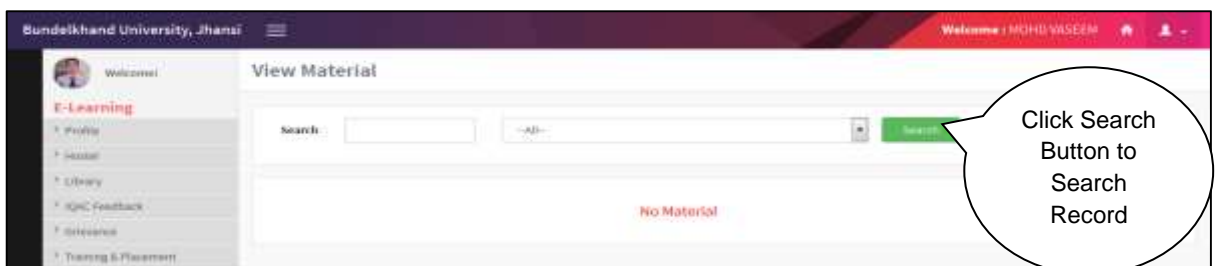 Bundelkhand University, Jhansi
Welcome : MOHD VASEEM
Welcome!
View Material
E-Learning
Profile
Search
--All--
Search
Hostel
Library
IQAC Feedback
No Material
Grievance
Training & Placement
Click Search
Button to
Search
Record